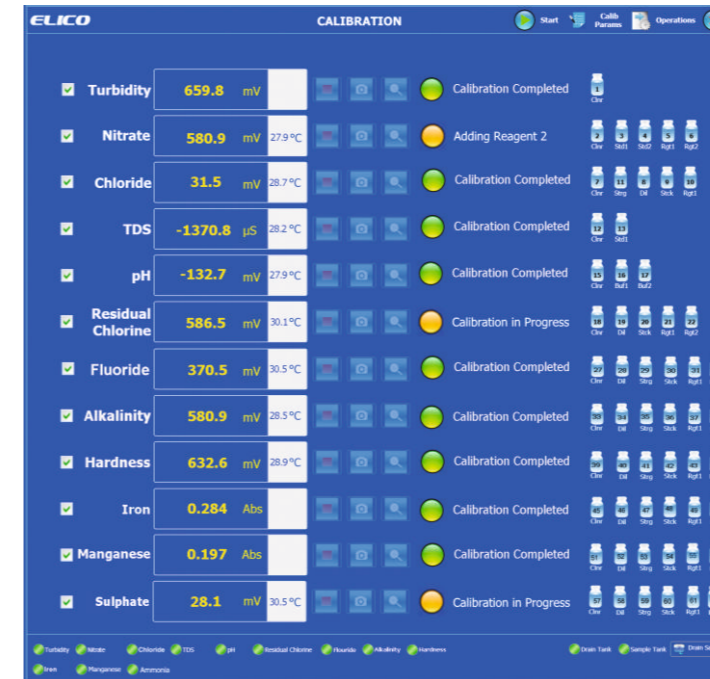 ELICO CALIBRATION Start Calib Params Operations
Turbidity 659.8 mV Calibration Completed 1 Clnr
Nitrate 580.9 mV 27.9 °C Adding Reagent 2 2 Clnr 3 Std1 4 Std2 5 Rgt1 6 Rgt2
Chloride 31.5 mV 28.7 °C Calibration Completed 7 Clnr 11 Strg 8 Dil 9 Stck 10 Rgt1
TDS -1370.8 µS 28.2 °C Calibration Completed 12 Clnr 13 Std1
pH -132.7 mV 27.9 °C Calibration Completed 15 Clnr 16 Buf1 17 Buf2
Residual Chlorine 586.5 mV 30.1 °C Calibration in Progress 18 Clnr 19 Dil 20 Stck 21 Rgt1 22 Rgt2
Fluoride 370.5 mV 30.5 °C Calibration Completed 27 Clnr 28 Dil 29 Strg 30 Stck 31 Rgt1
Alkalinity 580.9 mV 28.5 °C Calibration Completed 33 Clnr 34 Dil 35 Strg 36 Stck 37 Rgt1
Hardness 632.6 mV 28.9 °C Calibration Completed 39 Clnr 40 Dil 41 Strg 42 Stck 43 Rgt1
Iron 0.284 Abs Calibration Completed 45 Clnr 46 Dil 47 Strg 48 Stck 49 Rgt1
Manganese 0.197 Abs Calibration Completed 51 Clnr 52 Dil 53 Strg 54 Stck 55 Rgt1
Sulphate 28.1 mV 30.5 °C Calibration in Progress 57 Clnr 58 Dil 59 Strg 60 Stck 61 Rgt1
Turbidity Nitrate Chloride TDS pH Residual Chlorine Flouride Alkalinity Hardness Drain Tank Sample Tank Drain
Iron Manganese Ammonia